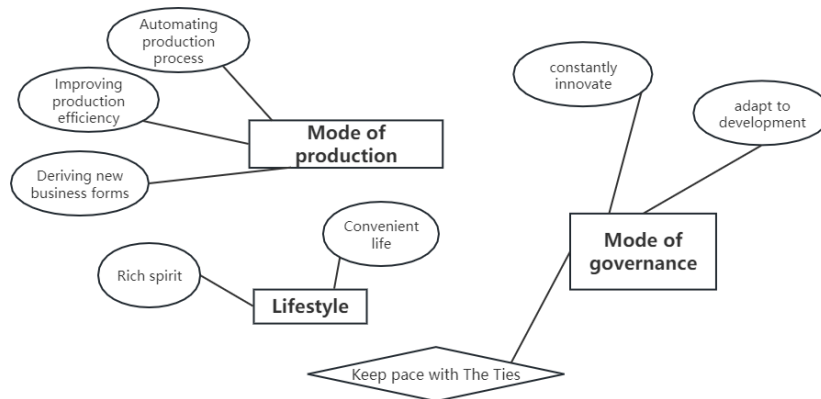 Automating
production
process
Improving
production
efficiency
Deriving new
business forms
Mode of
production
Rich spirit
Convenient
life
Lifestyle
constantly
innovate
adapt to
development
Mode of
governance
Keep pace with The Ties